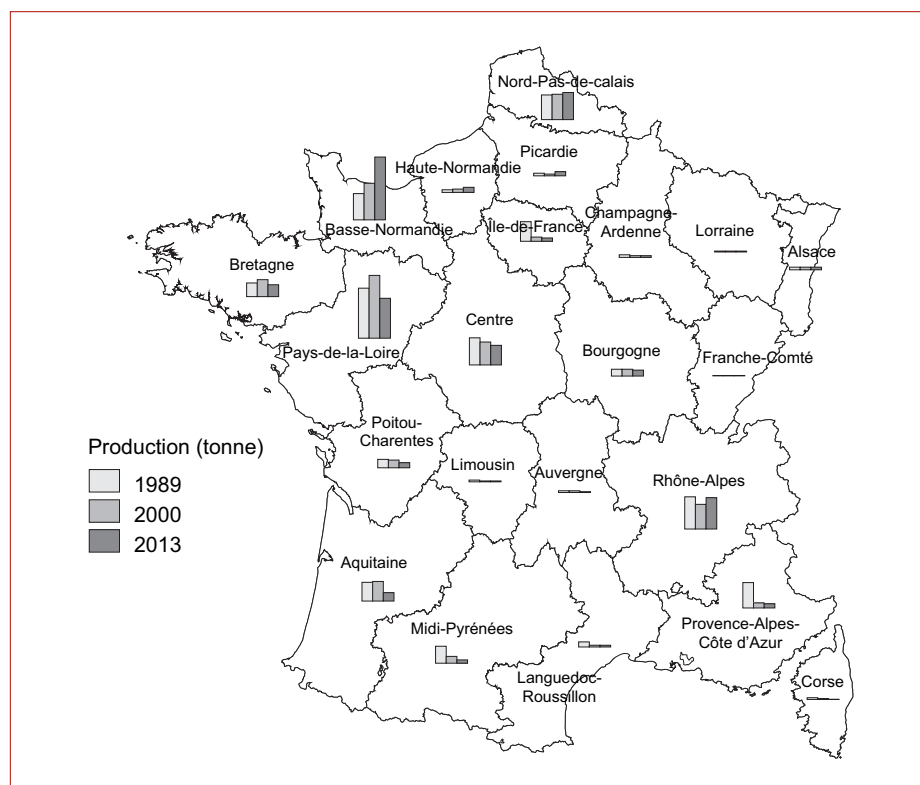 Nord-Pas-de-calais
Picardie
Haute-Normandie
Île-de-France
Champagne-
Ardenne
Lorraine
Alsace
Basse-Normandie
Bretagne
Pays-de-la-Loire
Centre
Bourgogne
Franche-Comté
Poitou-
Charentes
Limousin
Auvergne
Rhône-Alpes
Production (tonne)
1989
2000
2013
Aquitaine
Midi-Pyrénées
Languedoc-
Roussillon
Provence-Alpes-
Côte d'Azur
Corse